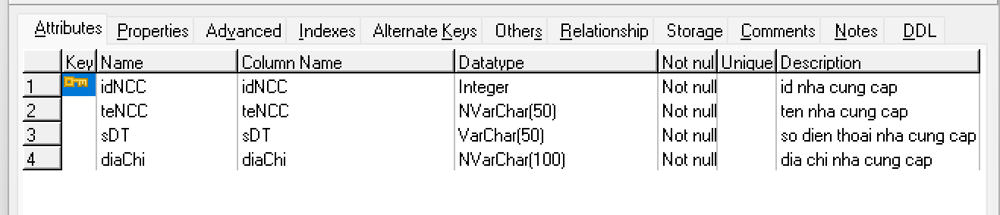 Attributes Properties Advanced Indexes Alternate Keys Others Relationship Storage Comments Notes DDL
Key Name Column Name Datatype Not nul Unique Description
1 idNCC idNCC Integer Not null id nha cung cap
2 teNCC teNCC NVarChar(50) Not null ten nha cung cap
3 sDT sDT VarChar(50) Not null so dien thoai nha cung cap
4 diaChi diaChi NVarChar(100) Not null dia chi nha cung cap